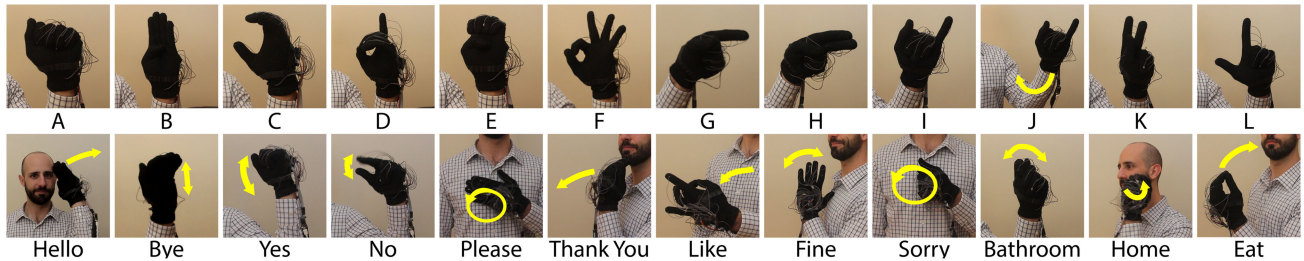 A B C D E F G H I J K L
Hello Bye Yes No Please Thank You Like Fine Sorry Bathroom Home Eat